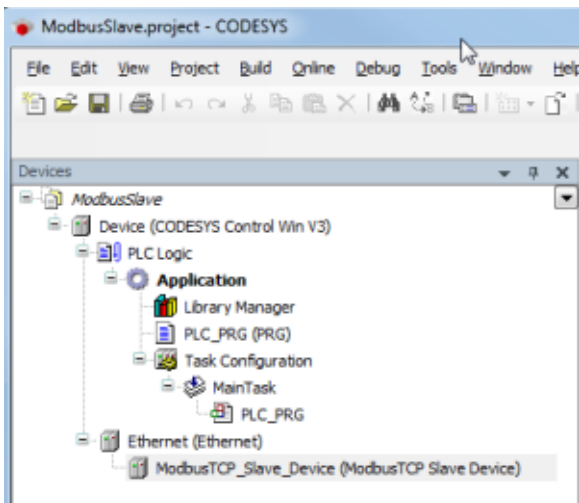 ModbusSlave.project - CODESYS
File Edit View Project Build Online Debug Tools Window Help
Devices
ModbusSlave
Device (CODESYS Control Win V3)
PLC Logic
Application
Library Manager
PLC_PRG (PRG)
Task Configuration
MainTask
PLC_PRG
Ethernet (Ethernet)
ModbusTCP_Slave_Device (ModbusTCP Slave Device)